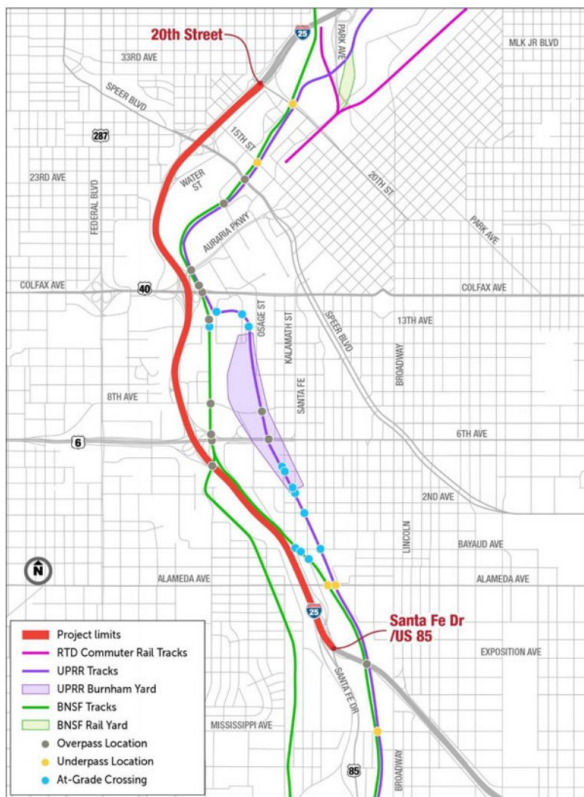 20th Street
INTERSTATE
25
PARK AVE
MLK JR BLVD
33RD AVE
SPEER BLVD
287
15TH ST
23RD AVE
WATER ST
20TH ST
FEDERAL BLVD
AURARIA PKWY
PARK AVE
COLFAX AVE
40
COLFAX AVE
OSAGE ST
KALAMATH ST
SPEER BLVD
13TH AVE
BROADWAY
SANTA FE
8TH AVE
6
6TH AVE
2ND AVE
LINCOLN
BAYAUD AVE
N
ALAMEDA AVE
ALAMEDA AVE
25
Santa Fe Dr
/US 85
EXPOSITION AVE
SANTA FE DR
MISSISSIPPI AVE
85
BROADWAY
Project limits
RTD Commuter Rail Tracks
UPRR Tracks
UPRR Burnham Yard
BNSF Tracks
BNSF Rail Yard
Overpass Location
Underpass Location
At-Grade Crossing